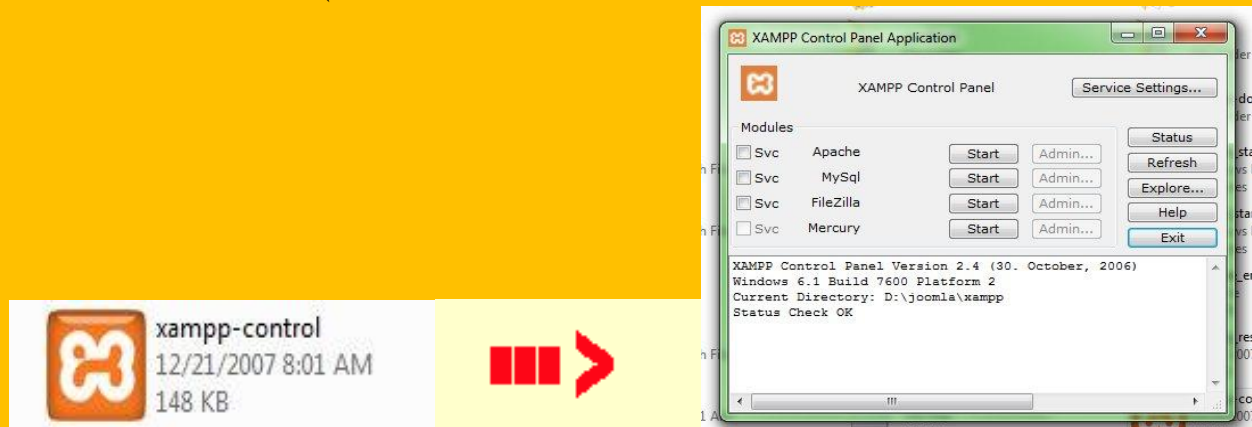 xampp-control
12/21/2007 8:01 AM
148 KB
XAMPP Control Panel Application
XAMPP Control Panel
Service Settings...
Modules
Svc Apache Start Admin...
Svc MySql Start Admin...
Svc FileZilla Start Admin...
Svc Mercury Start Admin...
Status
Refresh
Explore...
Help
Exit
XAMPP Control Panel Version 2.4 (30. October, 2006)
Windows 6.1 Build 7600 Platform 2
Current Directory: D:\joomla\xampp
Status Check OK